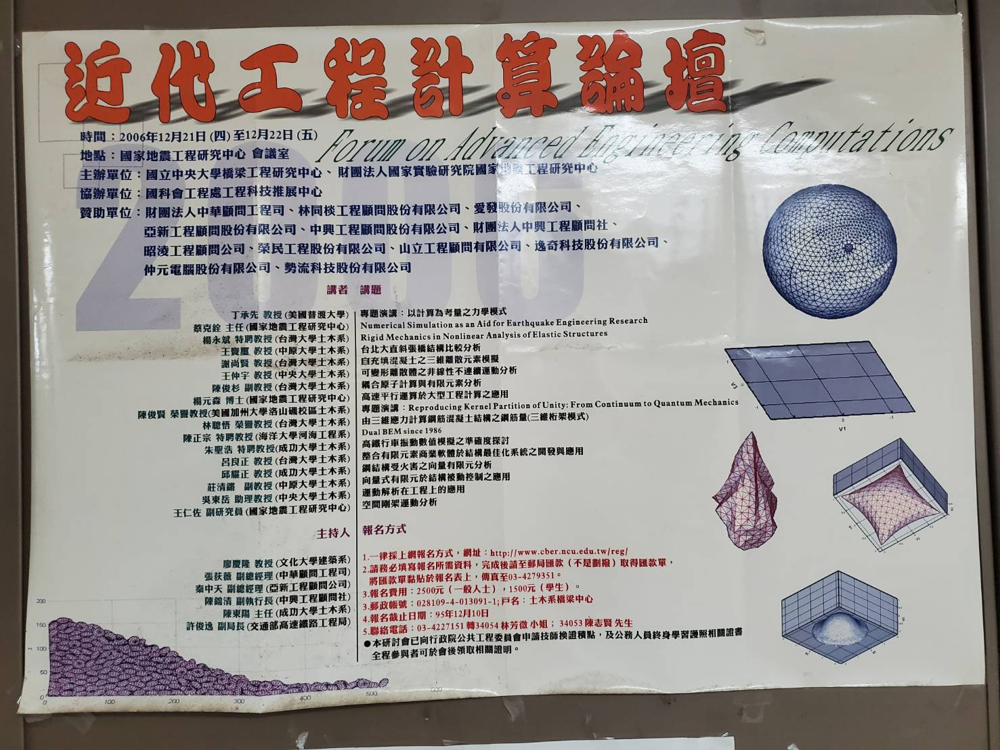 近代工程計算論壇
Forum on Advanced Engineering Computations
2006
時間：2006年12月21日(四)至12月22日(五)
地點：國家地震工程研究中心 會議室
主辦單位：國立中央大學橋梁工程研究中心、財團法人國家實驗研究院國家地震工程研究中心
協辦單位：國科會工程處工程科技推展中心
贊助單位：財團法人中華顧問工程司、林同棪工程顧問股份有限公司、愛發股份有限公司、
亞新工程顧問股份有限公司、中興工程顧問股份有限公司、財團法人中興工程顧問社、
昭淩工程顧問公司、榮民工程股份有限公司、山立工程顧問有限公司、逸奇科技股份有限公司、
仲元電腦股份有限公司、勢流科技股份有限公司
講者 講題
丁承先 教授(美國普渡大學) 專題演講：以計算為考量之力學模式
蔡克銓 主任(國家地震工程研究中心) Numerical Simulation as an Aid for Earthquake Engineering Research
楊永斌 特聘教授(台灣大學土木系) Rigid Mechanics in Nonlinear Analysis of Elastic Structures
王寶璽 教授(中原大學土木系) 台北大直斜張橋結構比較分析
謝尚賢 教授(台灣大學土木系) 自充填混凝土之三維離散元素模擬
王仲宇 教授(中央大學土木系) 可變形離散體之非線性不連續運動分析
陳俊杉 副教授(台灣大學土木系) 耦合原子計算與有限元素分析
楊元森 博士(國家地震工程研究中心) 高速平行運算於大型工程計算之應用
陳俊賢 榮譽教授(美國加州大學洛山磯校區土木系) 專題演講：Reproducing Kernel Partition of Unity: From Continuum to Quantum Mechanics
林聰悟 榮譽教授(台灣大學土木系) 由三維應力計算鋼筋混凝土結構之鋼筋量(三維桁架模式)
陳正宗 特聘教授(海洋大學河海工程系) Dual BEM since 1986
朱聖浩 特聘教授(成功大學土木系) 高鐵行車振動數值模擬之準確度探討
呂良正 教授(台灣大學土木系) 整合有限元素商業軟體於結構最佳化系統之開發與應用
邱耀正 教授(成功大學土木系) 鋼結構受火害之向量有限元分析
莊清鏘 副教授(中原大學土木系) 向量式有限元於結構被動控制之應用
吳東岳 助理教授(中央大學土木系) 運動解析在工程上的應用
王仁佐 副研究員(國家地震工程研究中心) 空間剛架運動分析
主持人
廖慶隆 教授(文化大學建築系)
張荻薇 副總經理(中華顧問工程司)
秦中天 副總經理(亞新工程顧問公司)
陳錦清 副執行長(中興工程顧問社)
陳東陽 主任(成功大學土木系)
許俊逸 副局長(交通部高速鐵路工程局)
報名方式
1.一律採上網報名方式，網址：http://www.cber.ncu.edu.tw/reg/
2.請務必填寫報名所需資料，完成後請至郵局匯款（不是劃撥）取得匯款單，
將匯款單黏貼於報名表上，傳真至03-4279351。
3.報名費用：2500元（一般人士），1500元（學生）。
3.郵政帳號：028109-4-013091-1;戶名：土木系橋梁中心
4.報名截止日期：95年12月10日
5.聯絡電話：03-4227151 轉34054 林芳微 小姐； 34053 陳志賢 先生
●本研討會已向行政院公共工程委員會申請技師換證積點，及公務人員終身學習護照相關證書
全程參與者可於會後領取相關證明。
V3
1
0
-1
0
-1
V1
200
150
100
50
0
z
0 100 200 300 400 500 600